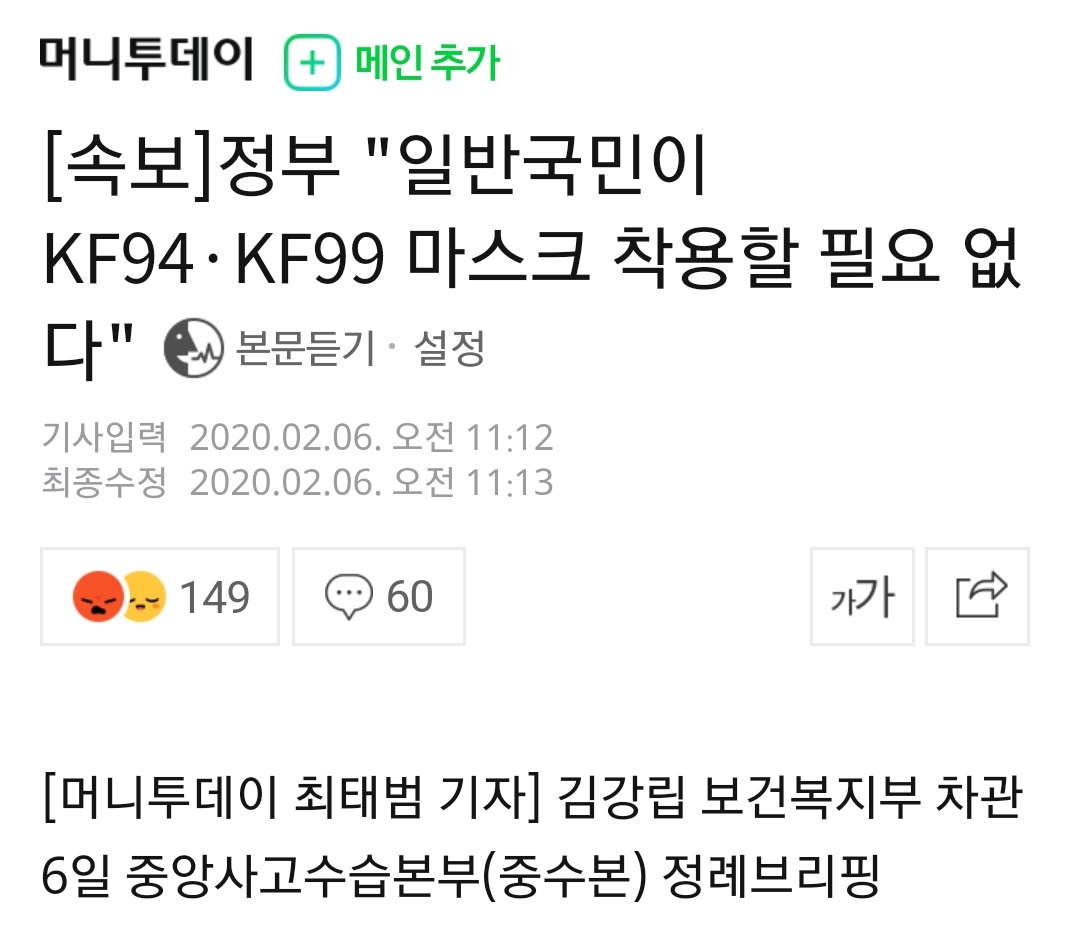 머니투데이 메인 추가
[속보]정부 "일반국민이
KF94·KF99 마스크 착용할 필요 없
다" 본문듣기 · 설정
기사입력 2020.02.06. 오전 11:12
최종수정 2020.02.06. 오전 11:13
149 60 가가
[머니투데이 최태범 기자] 김강립 보건복지부 차관
6일 중앙사고수습본부(중수본) 정례브리핑